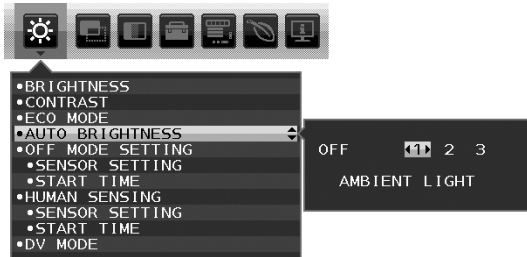 •BRIGHTNESS
•CONTRAST
•ECO MODE
•AUTO BRIGHTNESS
•OFF MODE SETTING
•SENSOR SETTING
•START TIME
•HUMAN SENSING
•SENSOR SETTING
•START TIME
•DV MODE
OFF 1 2 3
AMBIENT LIGHT